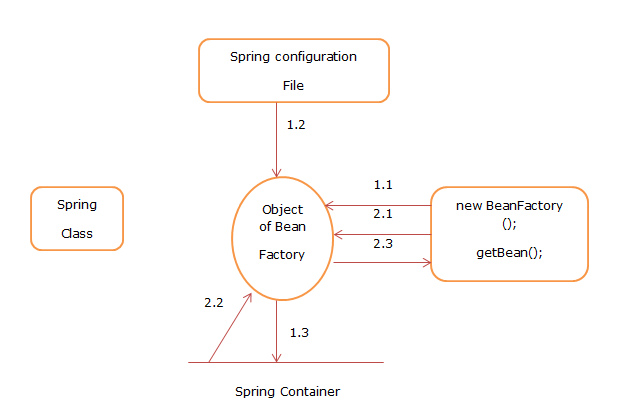 Spring configuration
File
1.2
Spring
Class
Object
of Bean
Factory
1.1
2.1
2.3
new BeanFactory
();
getBean();
2.2
1.3
Spring Container